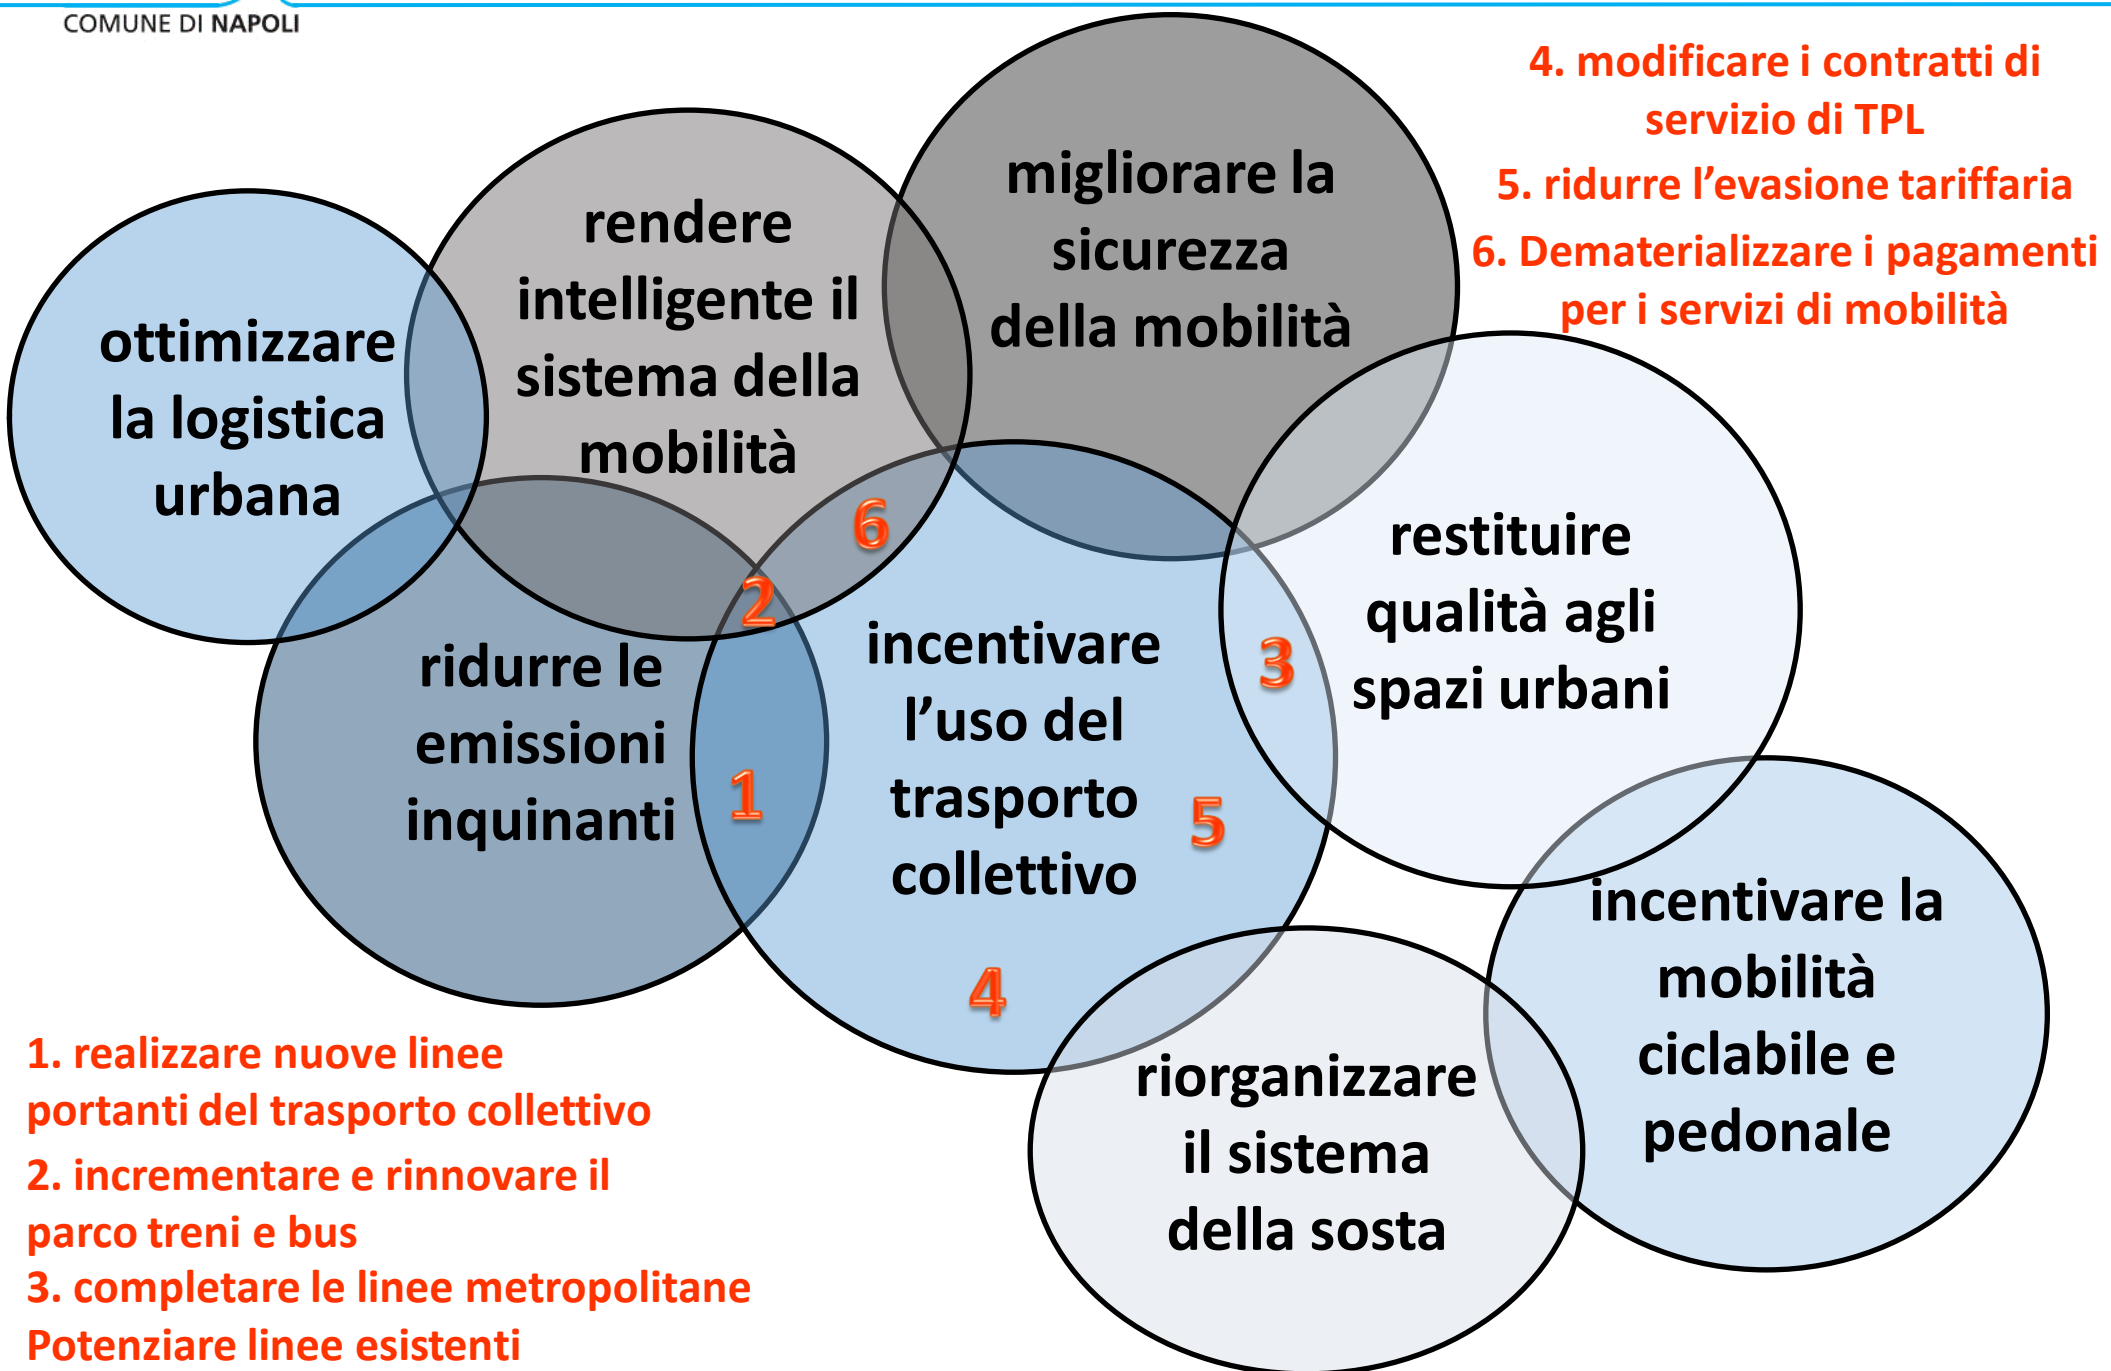 COMUNE DI NAPOLI
4. modificare i contratti di
servizio di TPL
5. ridurre l’evasione tariffaria
6. Dematerializzare i pagamenti
per i servizi di mobilità
migliorare la
sicurezza
della mobilità
rendere
intelligente il
sistema della
mobilità
ottimizzare
la logistica
urbana
6
2
restituire
qualità agli
spazi urbani
3
ridurre le
emissioni
inquinanti
1
incentivare
l’uso del
trasporto
collettivo
5
4
incentivare la
mobilità
ciclabile e
pedonale
riorganizzare
il sistema
della sosta
1. realizzare nuove linee
portanti del trasporto collettivo
2. incrementare e rinnovare il
parco treni e bus
3. completare le linee metropolitane
Potenziare linee esistenti